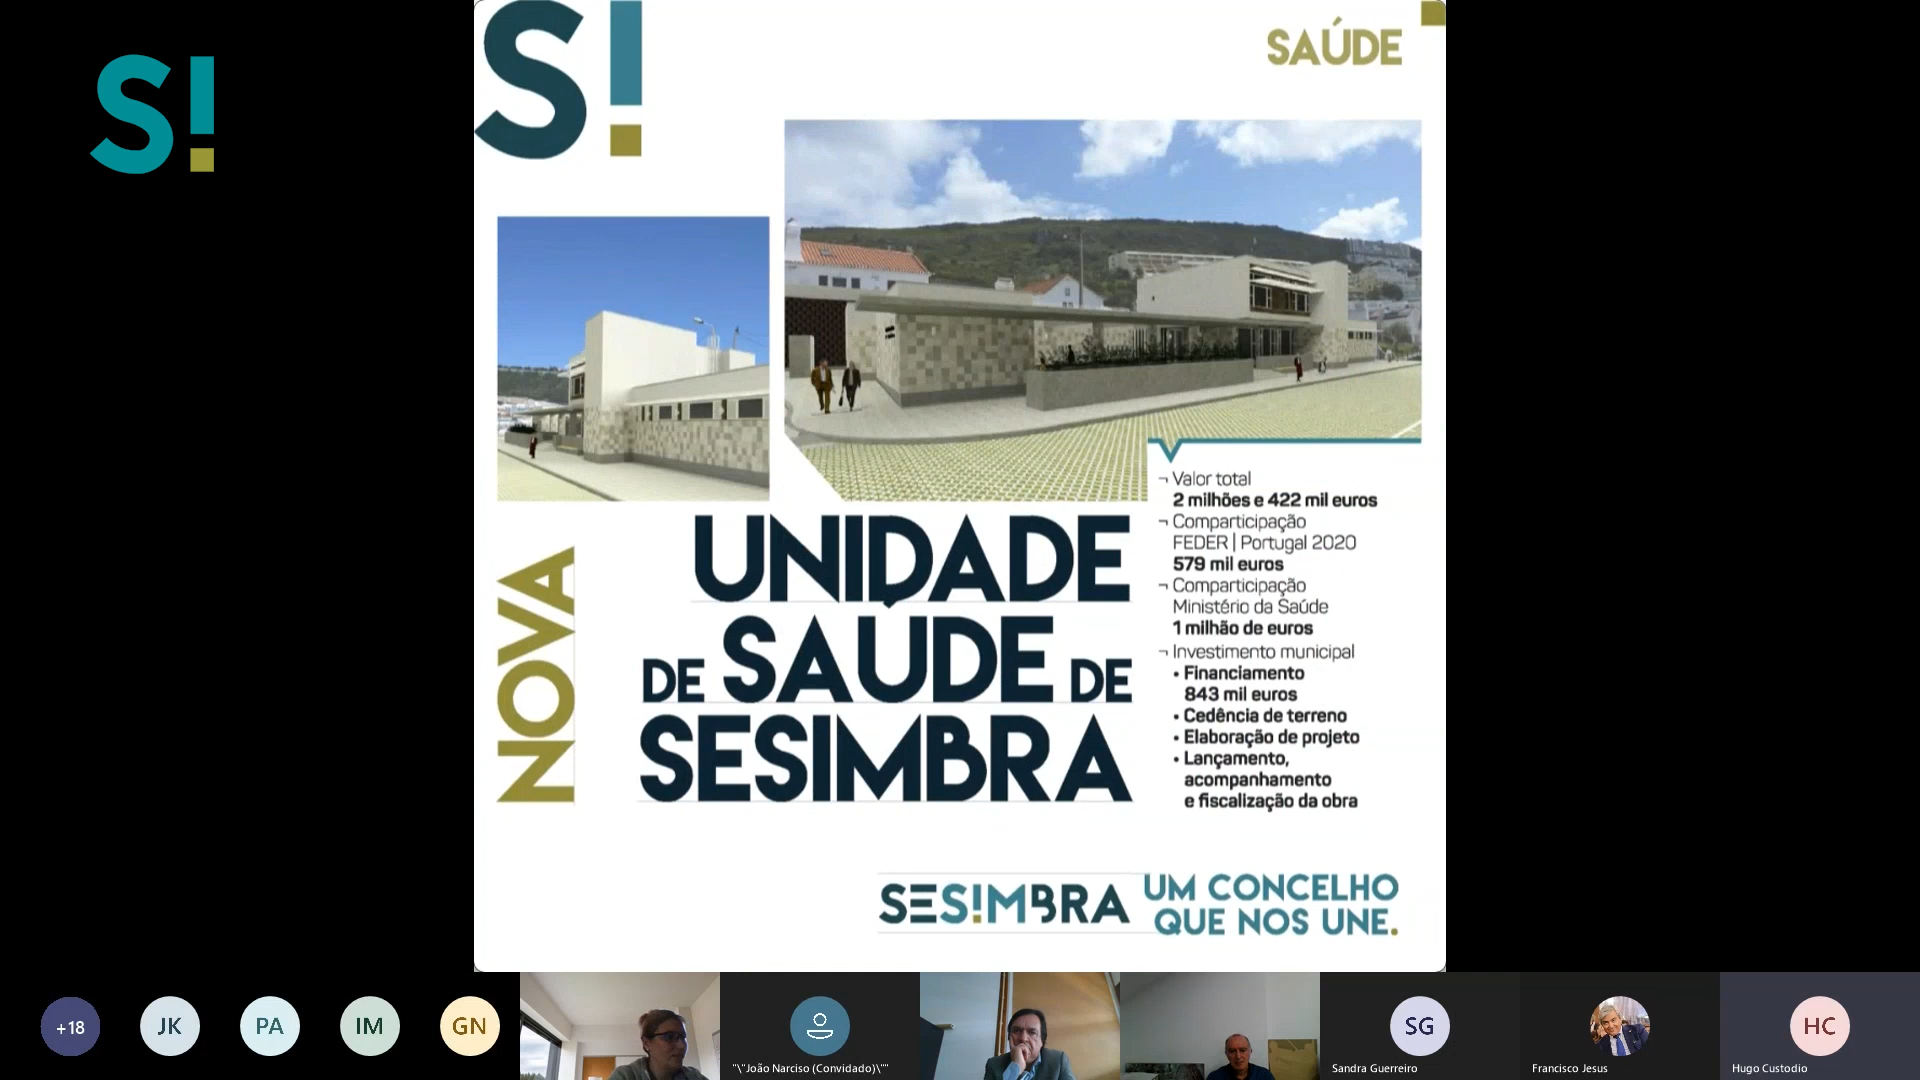 S!
S!
SAÚDE
¬ Valor total
2 milhões e 422 mil euros
¬ Comparticipação
FEDER | Portugal 2020
579 mil euros
¬ Comparticipação
Ministério da Saúde
1 milhão de euros
¬ Investimento municipal
• Financiamento
843 mil euros
• Cedência de terreno
• Elaboração de projeto
• Lançamento,
acompanhamento
e fiscalização da obra
NOVA
UNIDADE
DE SAÚDE DE
SESIMBRA
SES!MBRA
UM CONCELHO
QUE NOS UNE.
+18
JK
PA
IM
GN
"\"João Narciso (Convidado)\""
SG
Sandra Guerreiro
Francisco Jesus
HC
Hugo Custodio